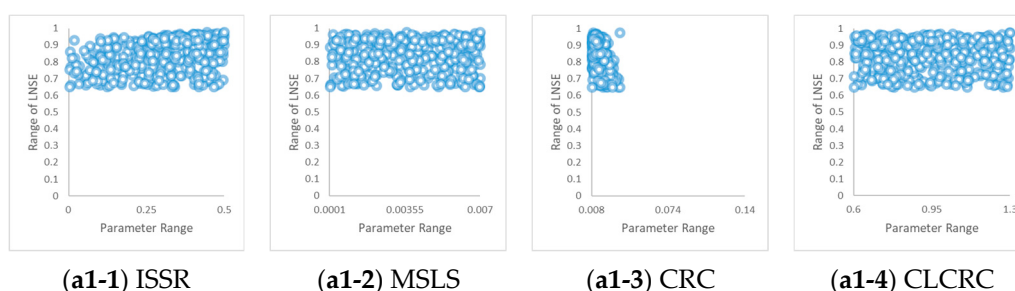 Range of LNSE
1
0.9
0.8
0.7
0.6
0.5
0.4
0.3
0.2
0.1
0
0 0.25 0.5
Parameter Range
(a1-1) ISSR
Range of LNSE
1
0.9
0.8
0.7
0.6
0.5
0.4
0.3
0.2
0.1
0
0.0001 0.00355 0.007
Parameter Range
(a1-2) MSLS
Range of LNSE
1
0.9
0.8
0.7
0.6
0.5
0.4
0.3
0.2
0.1
0
0.008 0.074 0.14
Parameter Range
(a1-3) CRC
Range of LNSE
1
0.9
0.8
0.7
0.6
0.5
0.4
0.3
0.2
0.1
0
0.6 0.95 1.3
Parameter Range
(a1-4) CLCRC